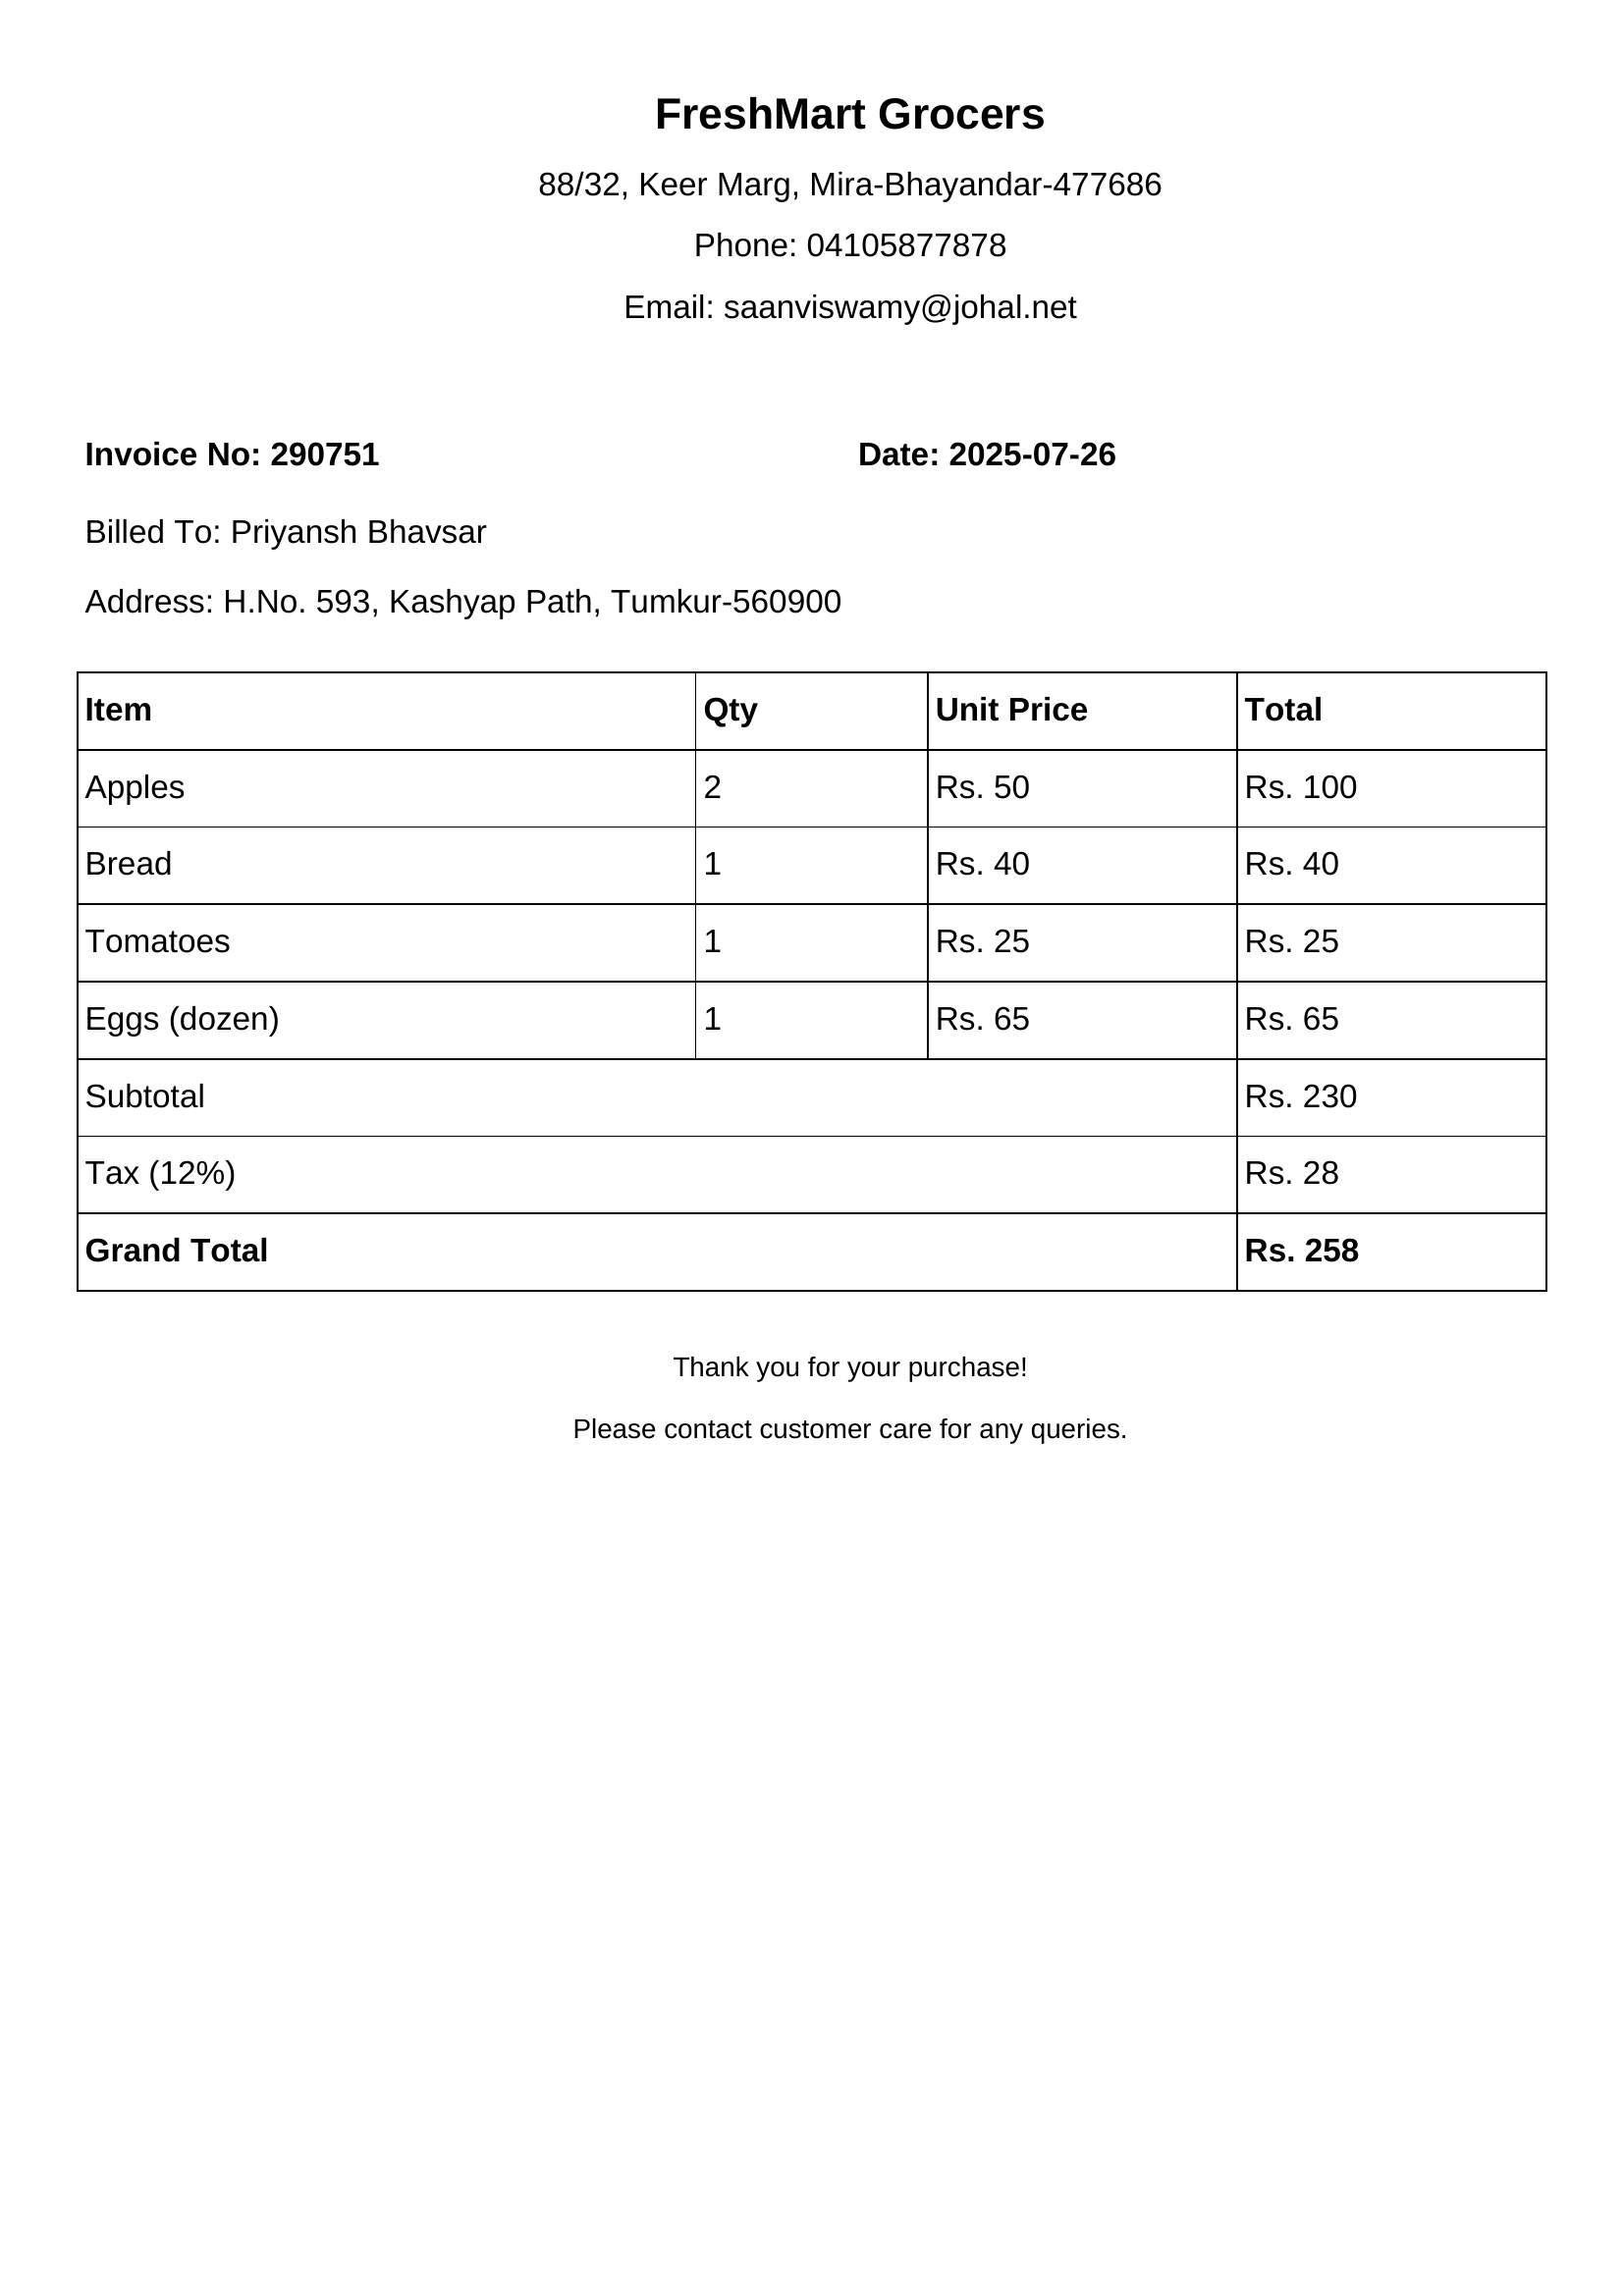 FreshMart Grocers
88/32, Keer Marg, Mira-Bhayandar-477686
Phone: 04105877878
Email: saanviswamy@johal.net
Invoice No: 290751 Date: 2025-07-26
Billed To: Priyansh Bhavsar
Address: H.No. 593, Kashyap Path, Tumkur-560900
Item Qty Unit Price Total
Apples 2 Rs. 50 Rs. 100
Bread 1 Rs. 40 Rs. 40
Tomatoes 1 Rs. 25 Rs. 25
Eggs (dozen) 1 Rs. 65 Rs. 65
Subtotal Rs. 230
Tax (12%) Rs. 28
Grand Total Rs. 258
Thank you for your purchase!
Please contact customer care for any queries.